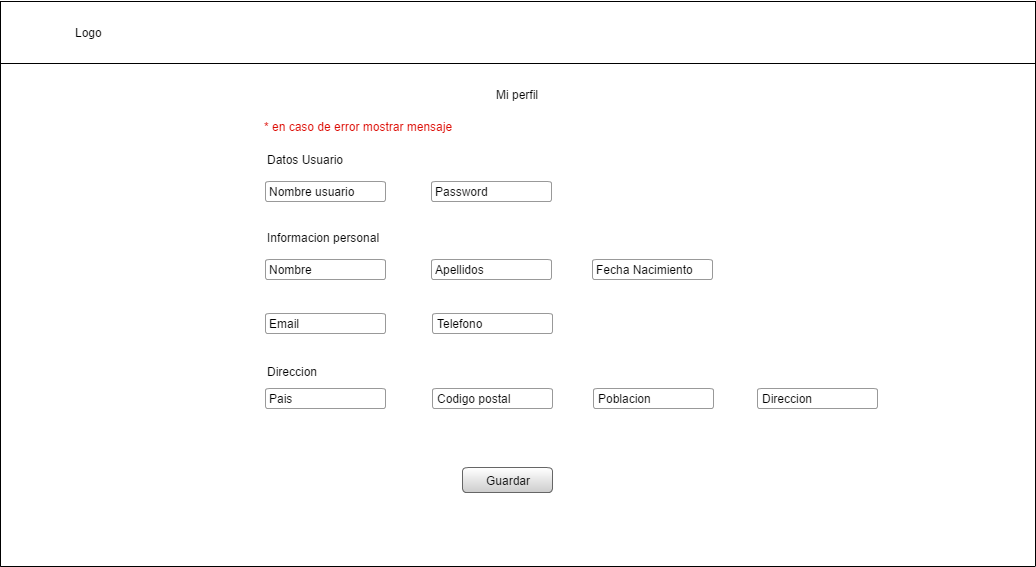 Logo
Mi perfil
* en caso de error mostrar mensaje
Datos Usuario
Nombre usuario Password
Informacion personal
Nombre Apellidos Fecha Nacimiento
Email Telefono
Direccion
Pais Codigo postal Poblacion Direccion
Guardar